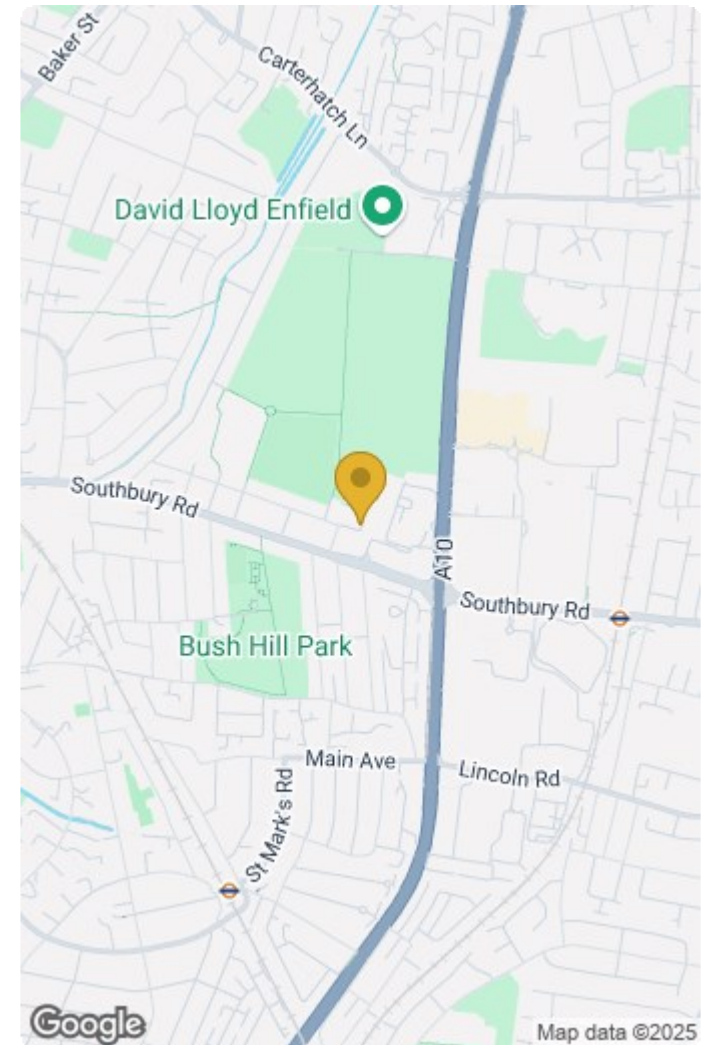 Baker St
Carterhatch Ln
David Lloyd Enfield
Southbury Rd
A10
Southbury Rd
Bush Hill Park
Main Ave
Lincoln Rd
St Mark's Rd
Google
Map data ©2025